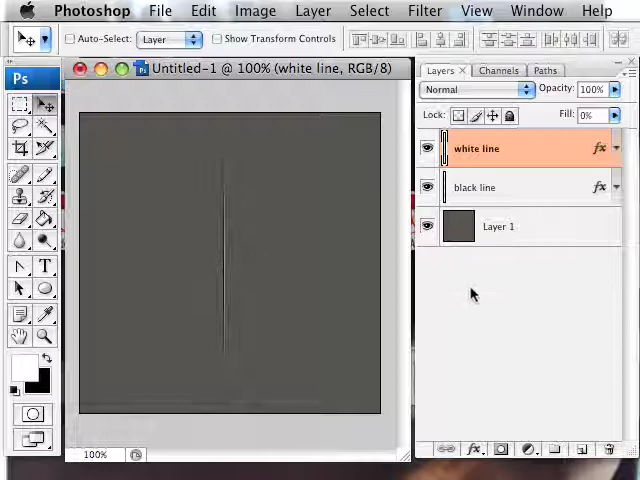 Photoshop File Edit Image Layer Select Filter View Window Help
Auto-Select: Layer Show Transform Controls
Ps
Untitled-1 @ 100% (white line, RGB/8)
Layers x Channels Paths
Normal Opacity: 100%
Lock: Fill: 0%
white line fx
black line fx
Layer 1
T
100%
fx